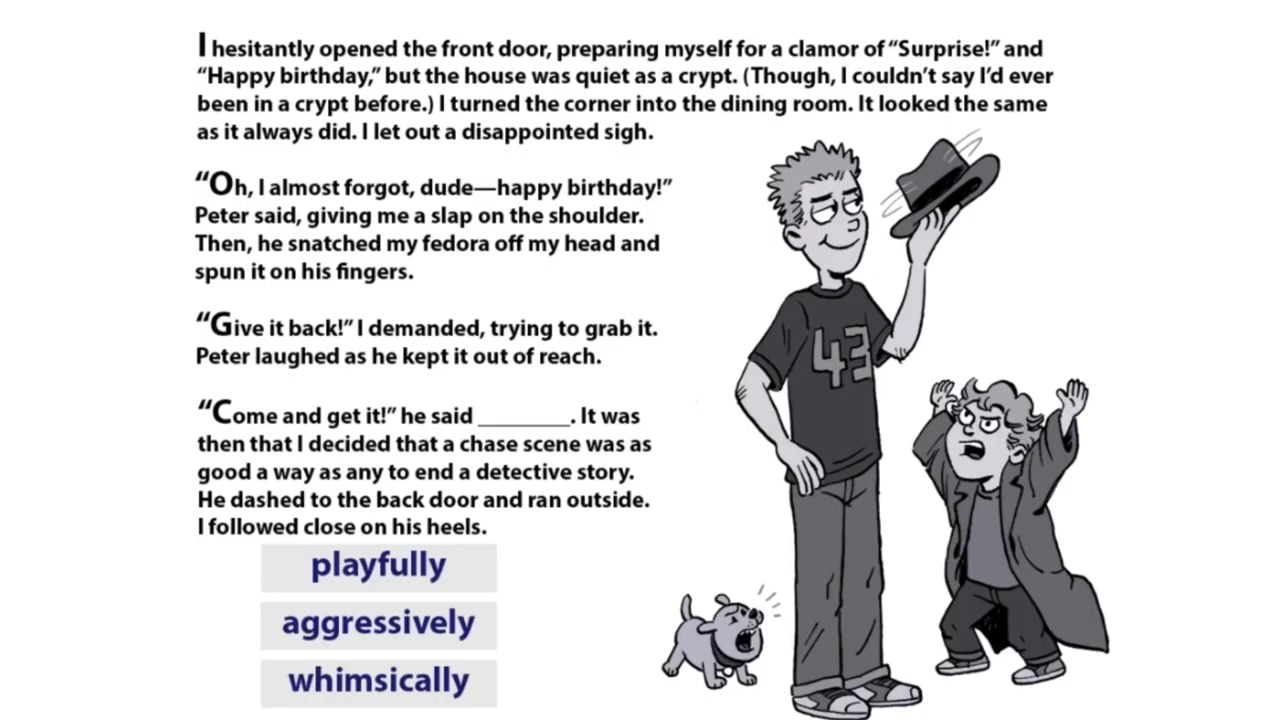 I hesitantly opened the front door, preparing myself for a clamor of “Surprise!” and
“Happy birthday,” but the house was quiet as a crypt. (Though, I couldn’t say I’d ever
been in a crypt before.) I turned the corner into the dining room. It looked the same
as it always did. I let out a disappointed sigh.
“Oh, I almost forgot, dude—happy birthday!”
Peter said, giving me a slap on the shoulder.
Then, he snatched my fedora off my head and
spun it on his fingers.
“Give it back!” I demanded, trying to grab it.
Peter laughed as he kept it out of reach.
“Come and get it!” he said ________. It was
then that I decided that a chase scene was as
good a way as any to end a detective story.
He dashed to the back door and ran outside.
I followed close on his heels.
playfully
aggressively
whimsically
43